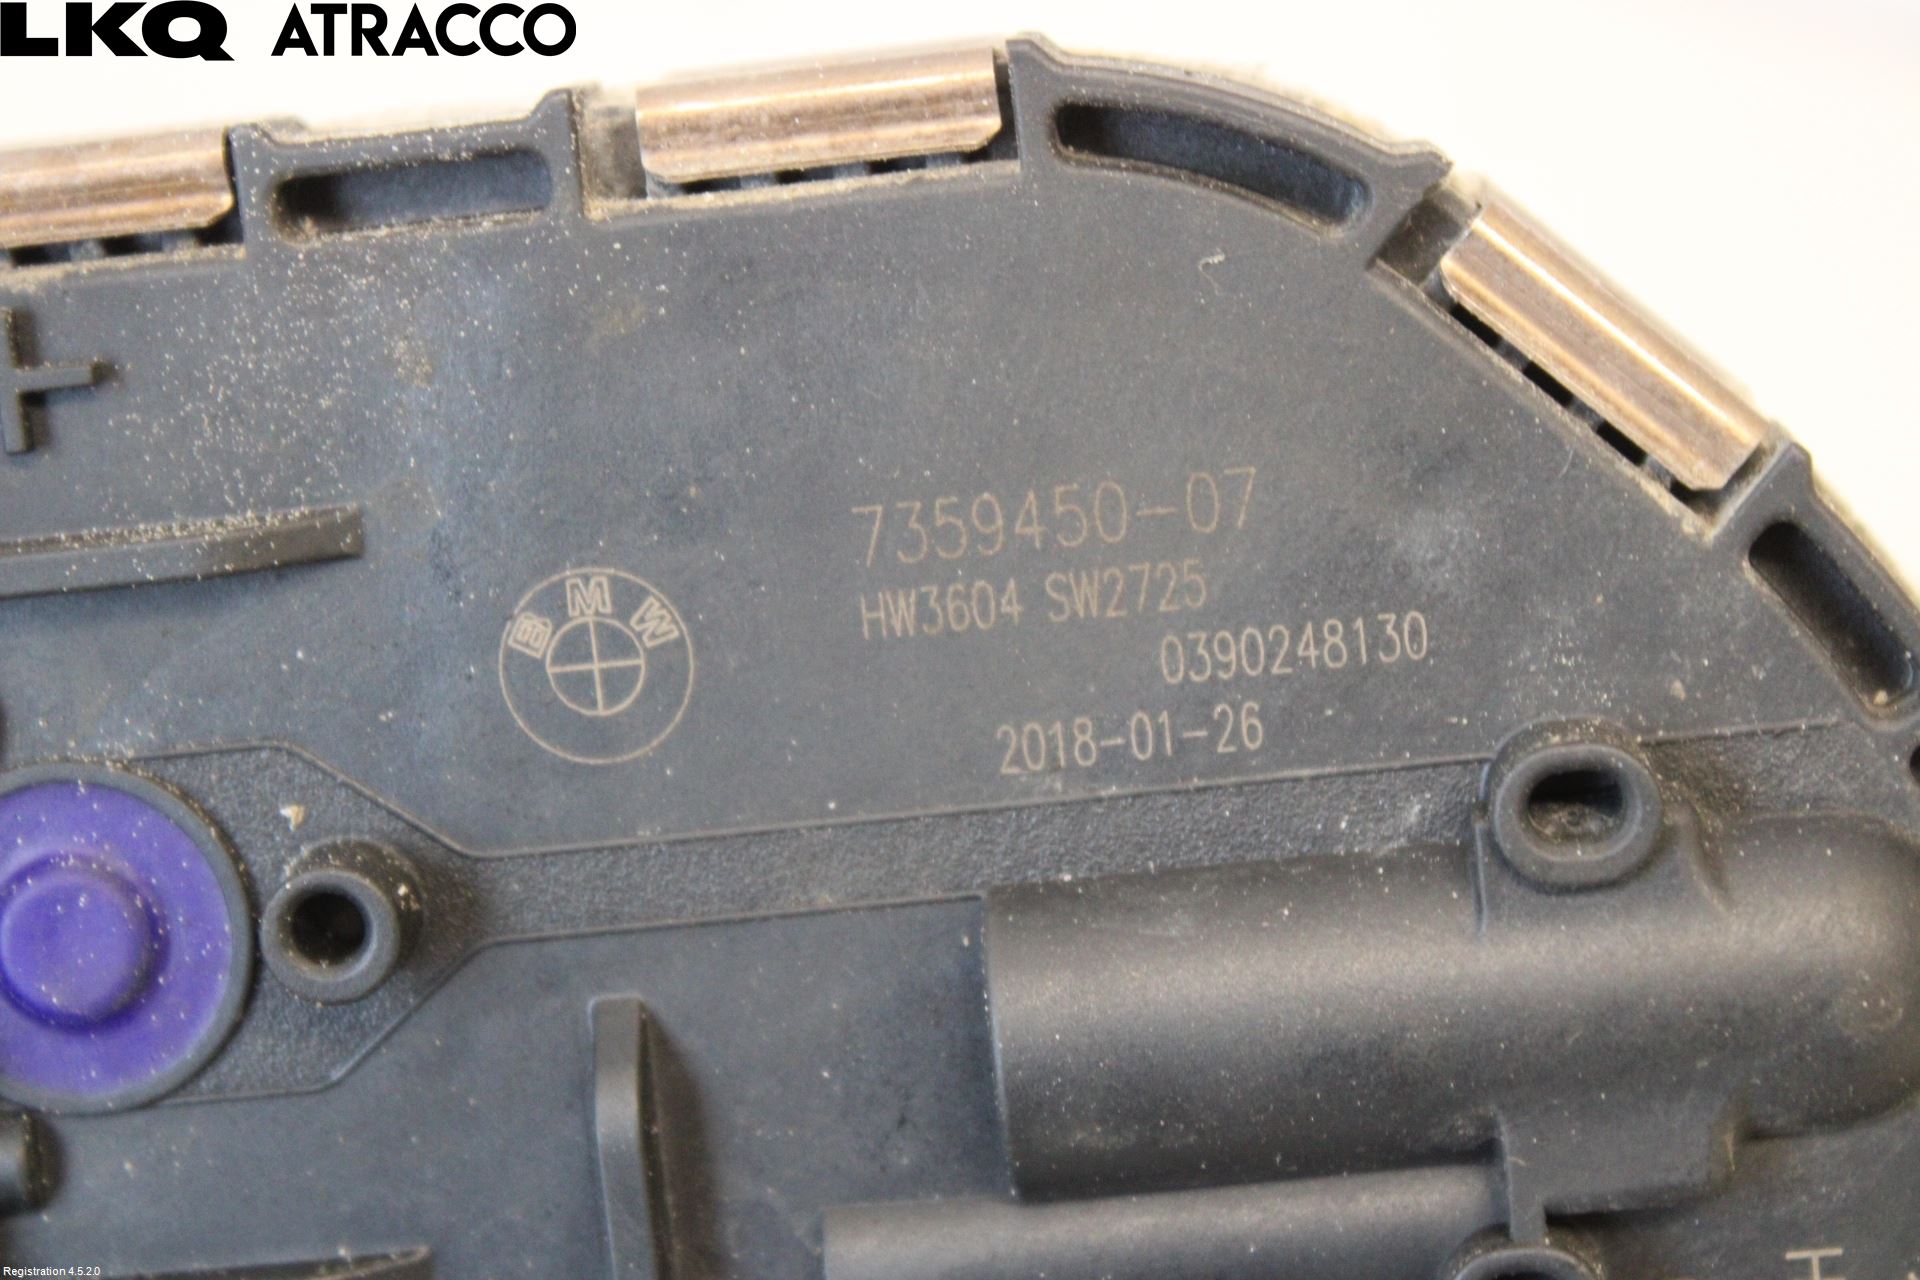 LKQ ATRACCO
7359450-07
HW3604 SW2725
BMW
0390248130
2018-01-26
Registration 4.5.2.0